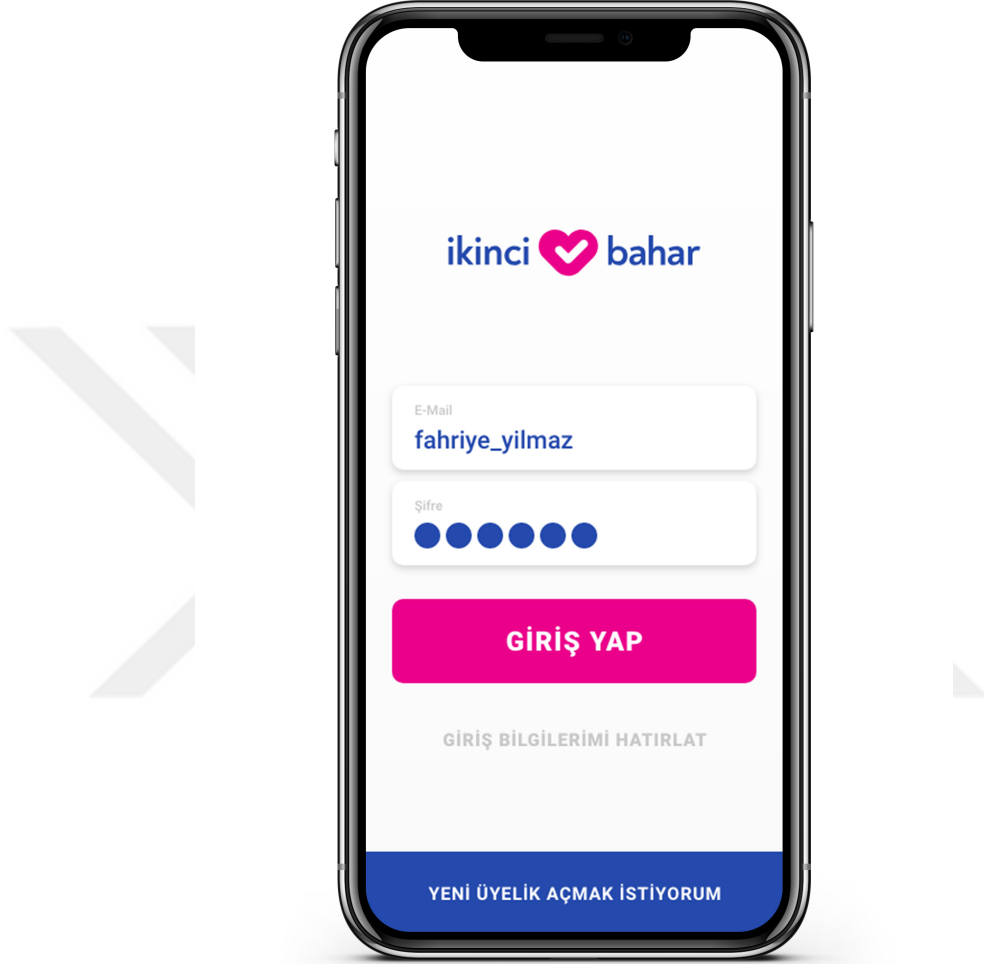 ikinci bahar
E-Mail
fahriye_yilmaz
Şifre
GİRİŞ YAP
GİRİŞ BİLGİLERİMİ HATIRLAT
YENİ ÜYELİK AÇMAK İSTİYORUM